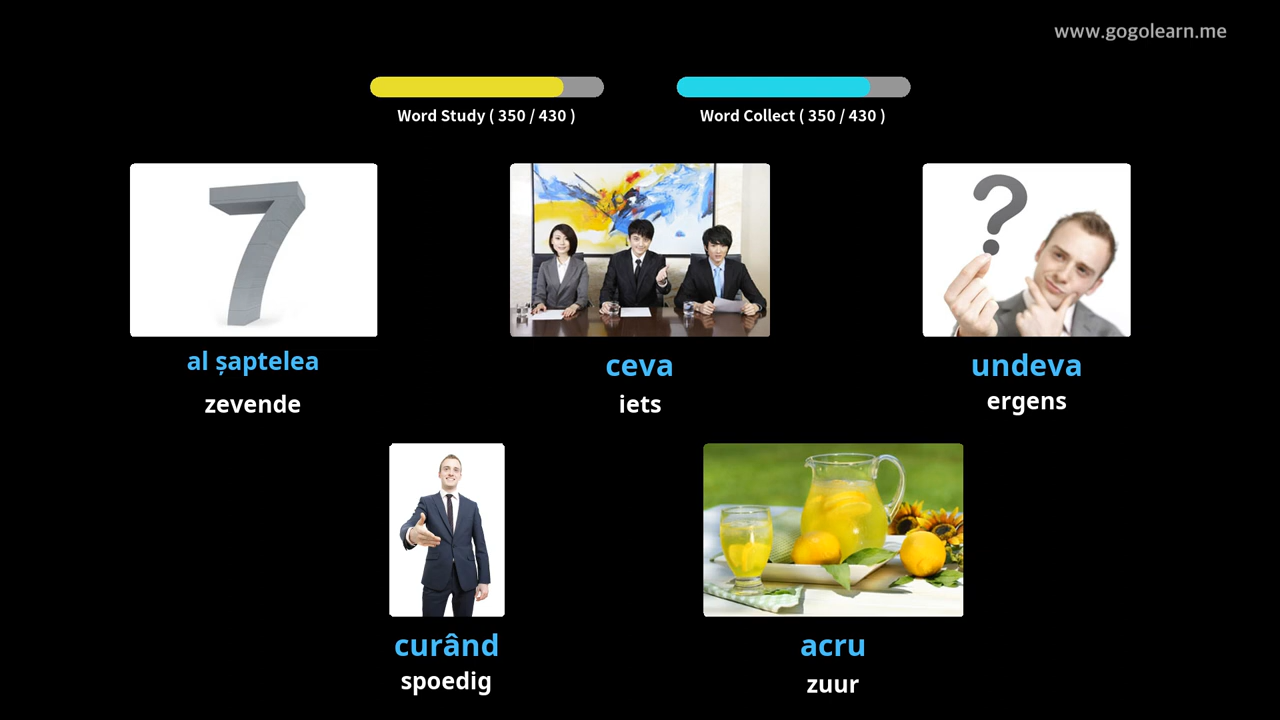 www.gogolearn.me
Word Study ( 350 / 430 )
Word Collect ( 350 / 430 )
7
?
al șaptelea
zevende
ceva
iets
undeva
ergens
curând
spoedig
acru
zuur